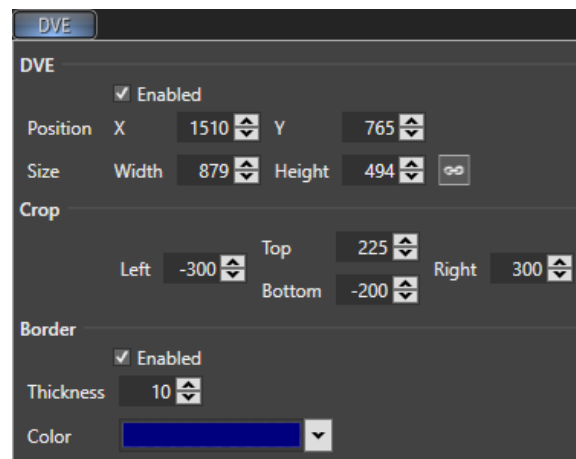 DVE
DVE
Enabled
Position X 1510 Y 765
Size Width 879 Height 494
Crop
Top 225
Left -300 Right 300
Bottom -200
Border
Enabled
Thickness 10
Color